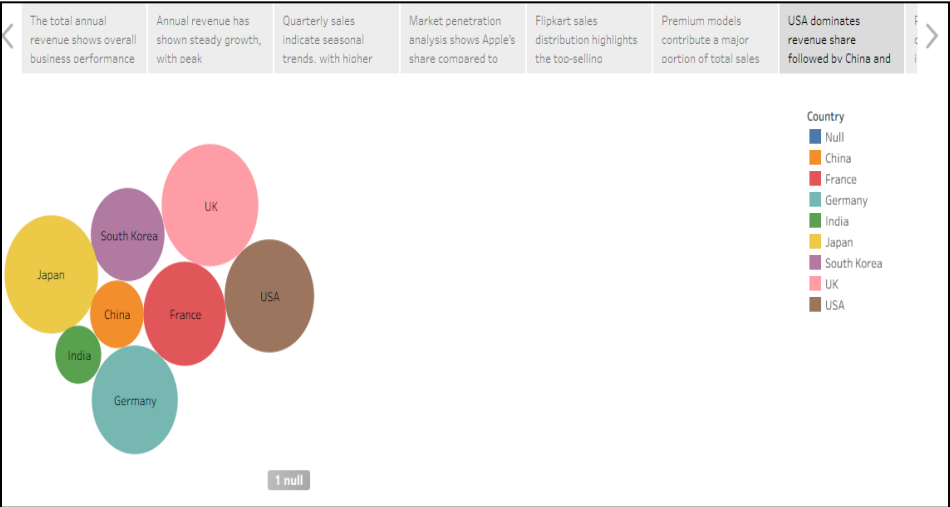 The total annual
revenue shows overall
business performance
Annual revenue has
shown steady growth,
with peak
Quarterly sales
indicate seasonal
trends, with higher
Market penetration
analysis shows Apple's
share compared to
Flipkart sales
distribution highlights
the top-selling
Premium models
contribute a major
portion of total sales
USA dominates
revenue share
followed by China and
Country
Null
China
France
Germany
India
Japan
South Korea
UK
USA
UK
South Korea
Japan
USA
China
France
India
Germany
1 null